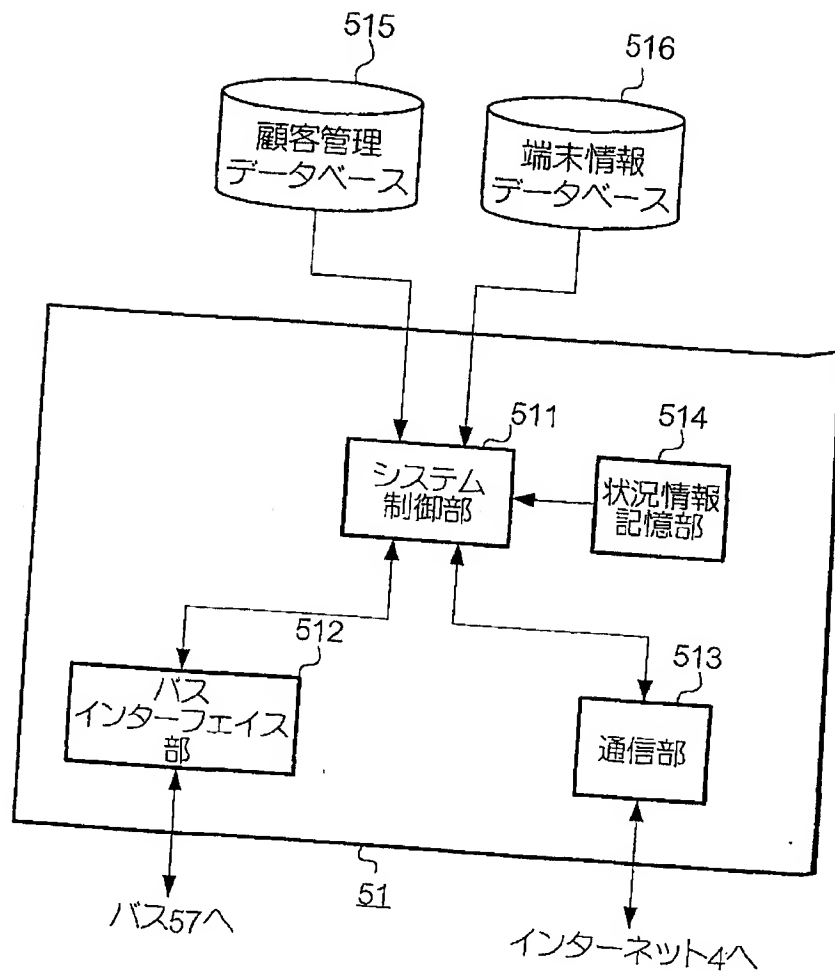 515
顧客管理
データベース
516
端末情報
データベース
511
システム
制御部
514
状況情報
記憶部
512
バス
インターフェイス
部
513
通信部
51
バス57へ
インターネット4へ